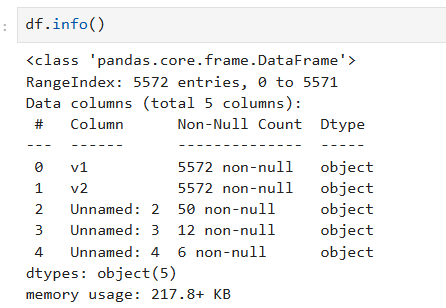 df.info()
:
<class 'pandas.core.frame.DataFrame'>
RangeIndex: 5572 entries, 0 to 5571
Data columns (total 5 columns):
 #   Column      Non-Null Count  Dtype
---  ------      --------------  -----
 0   v1          5572 non-null   object
 1   v2          5572 non-null   object
 2   Unnamed: 2  50 non-null     object
 3   Unnamed: 3  12 non-null     object
 4   Unnamed: 4  6 non-null      object
dtypes: object(5)
memory usage: 217.8+ KB